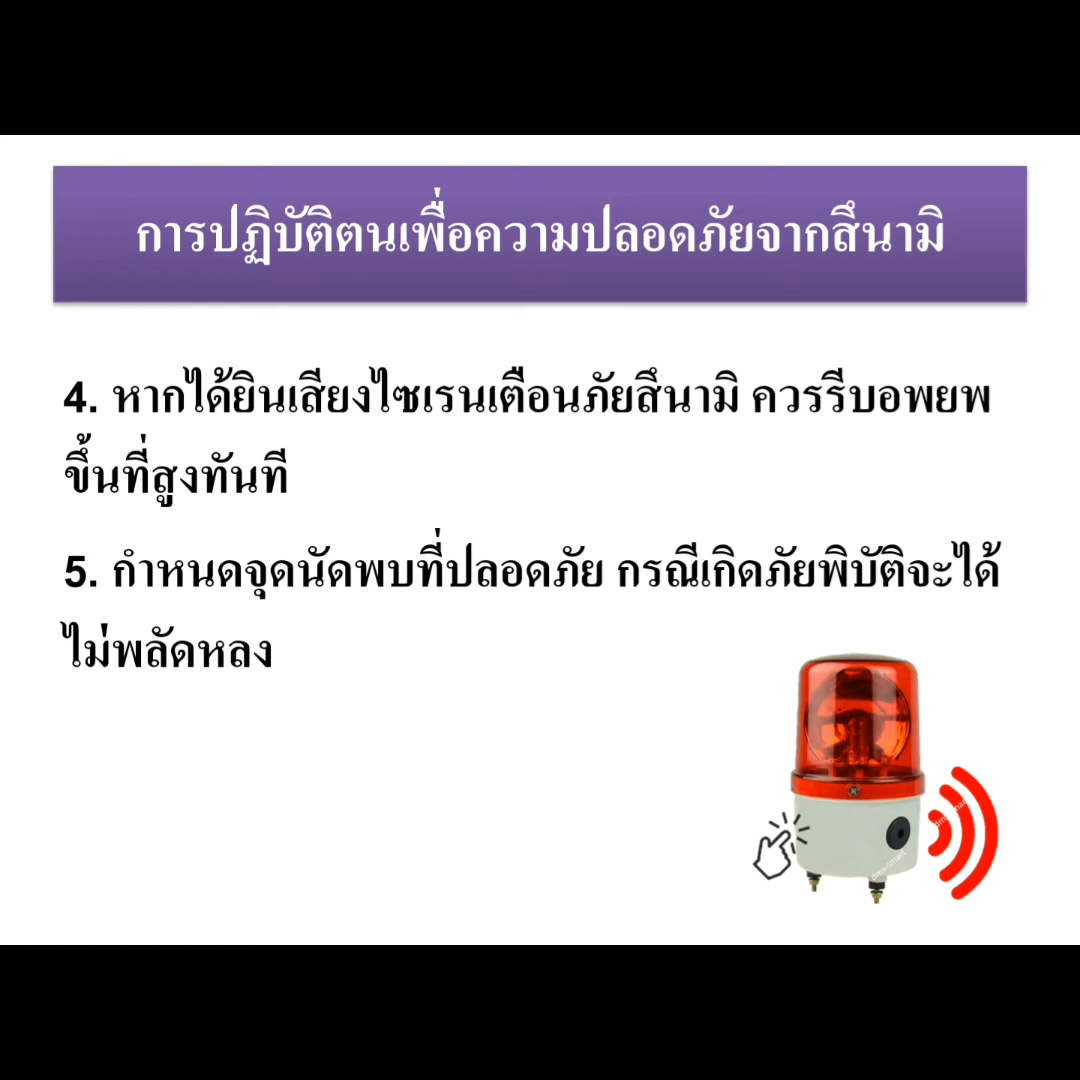 การปฏิบัติตนเพื่อความปลอดภัยจากสึนามิ
4. หากได้ยินเสียงไซเรนเตือนภัยสึนามิ ควรรีบอพยพ
ขึ้นที่สูงทันที
5. กำหนดจุดนัดพบที่ปลอดภัย กรณีเกิดภัยพิบัติจะได้
ไม่พลัดหลง
dms-smart